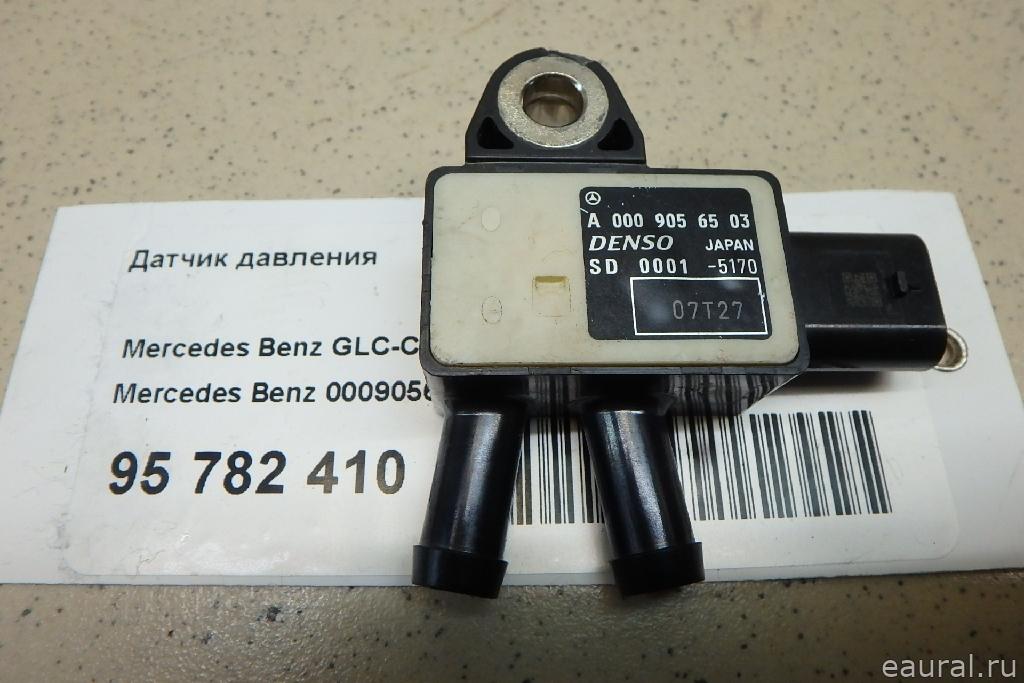 A 000 905 65 03
DENSO JAPAN
SD 0001 -5170
07T27
Датчик давления
Mercedes Benz GLC-C
Mercedes Benz 0009056
95 782 410
eaural.ru